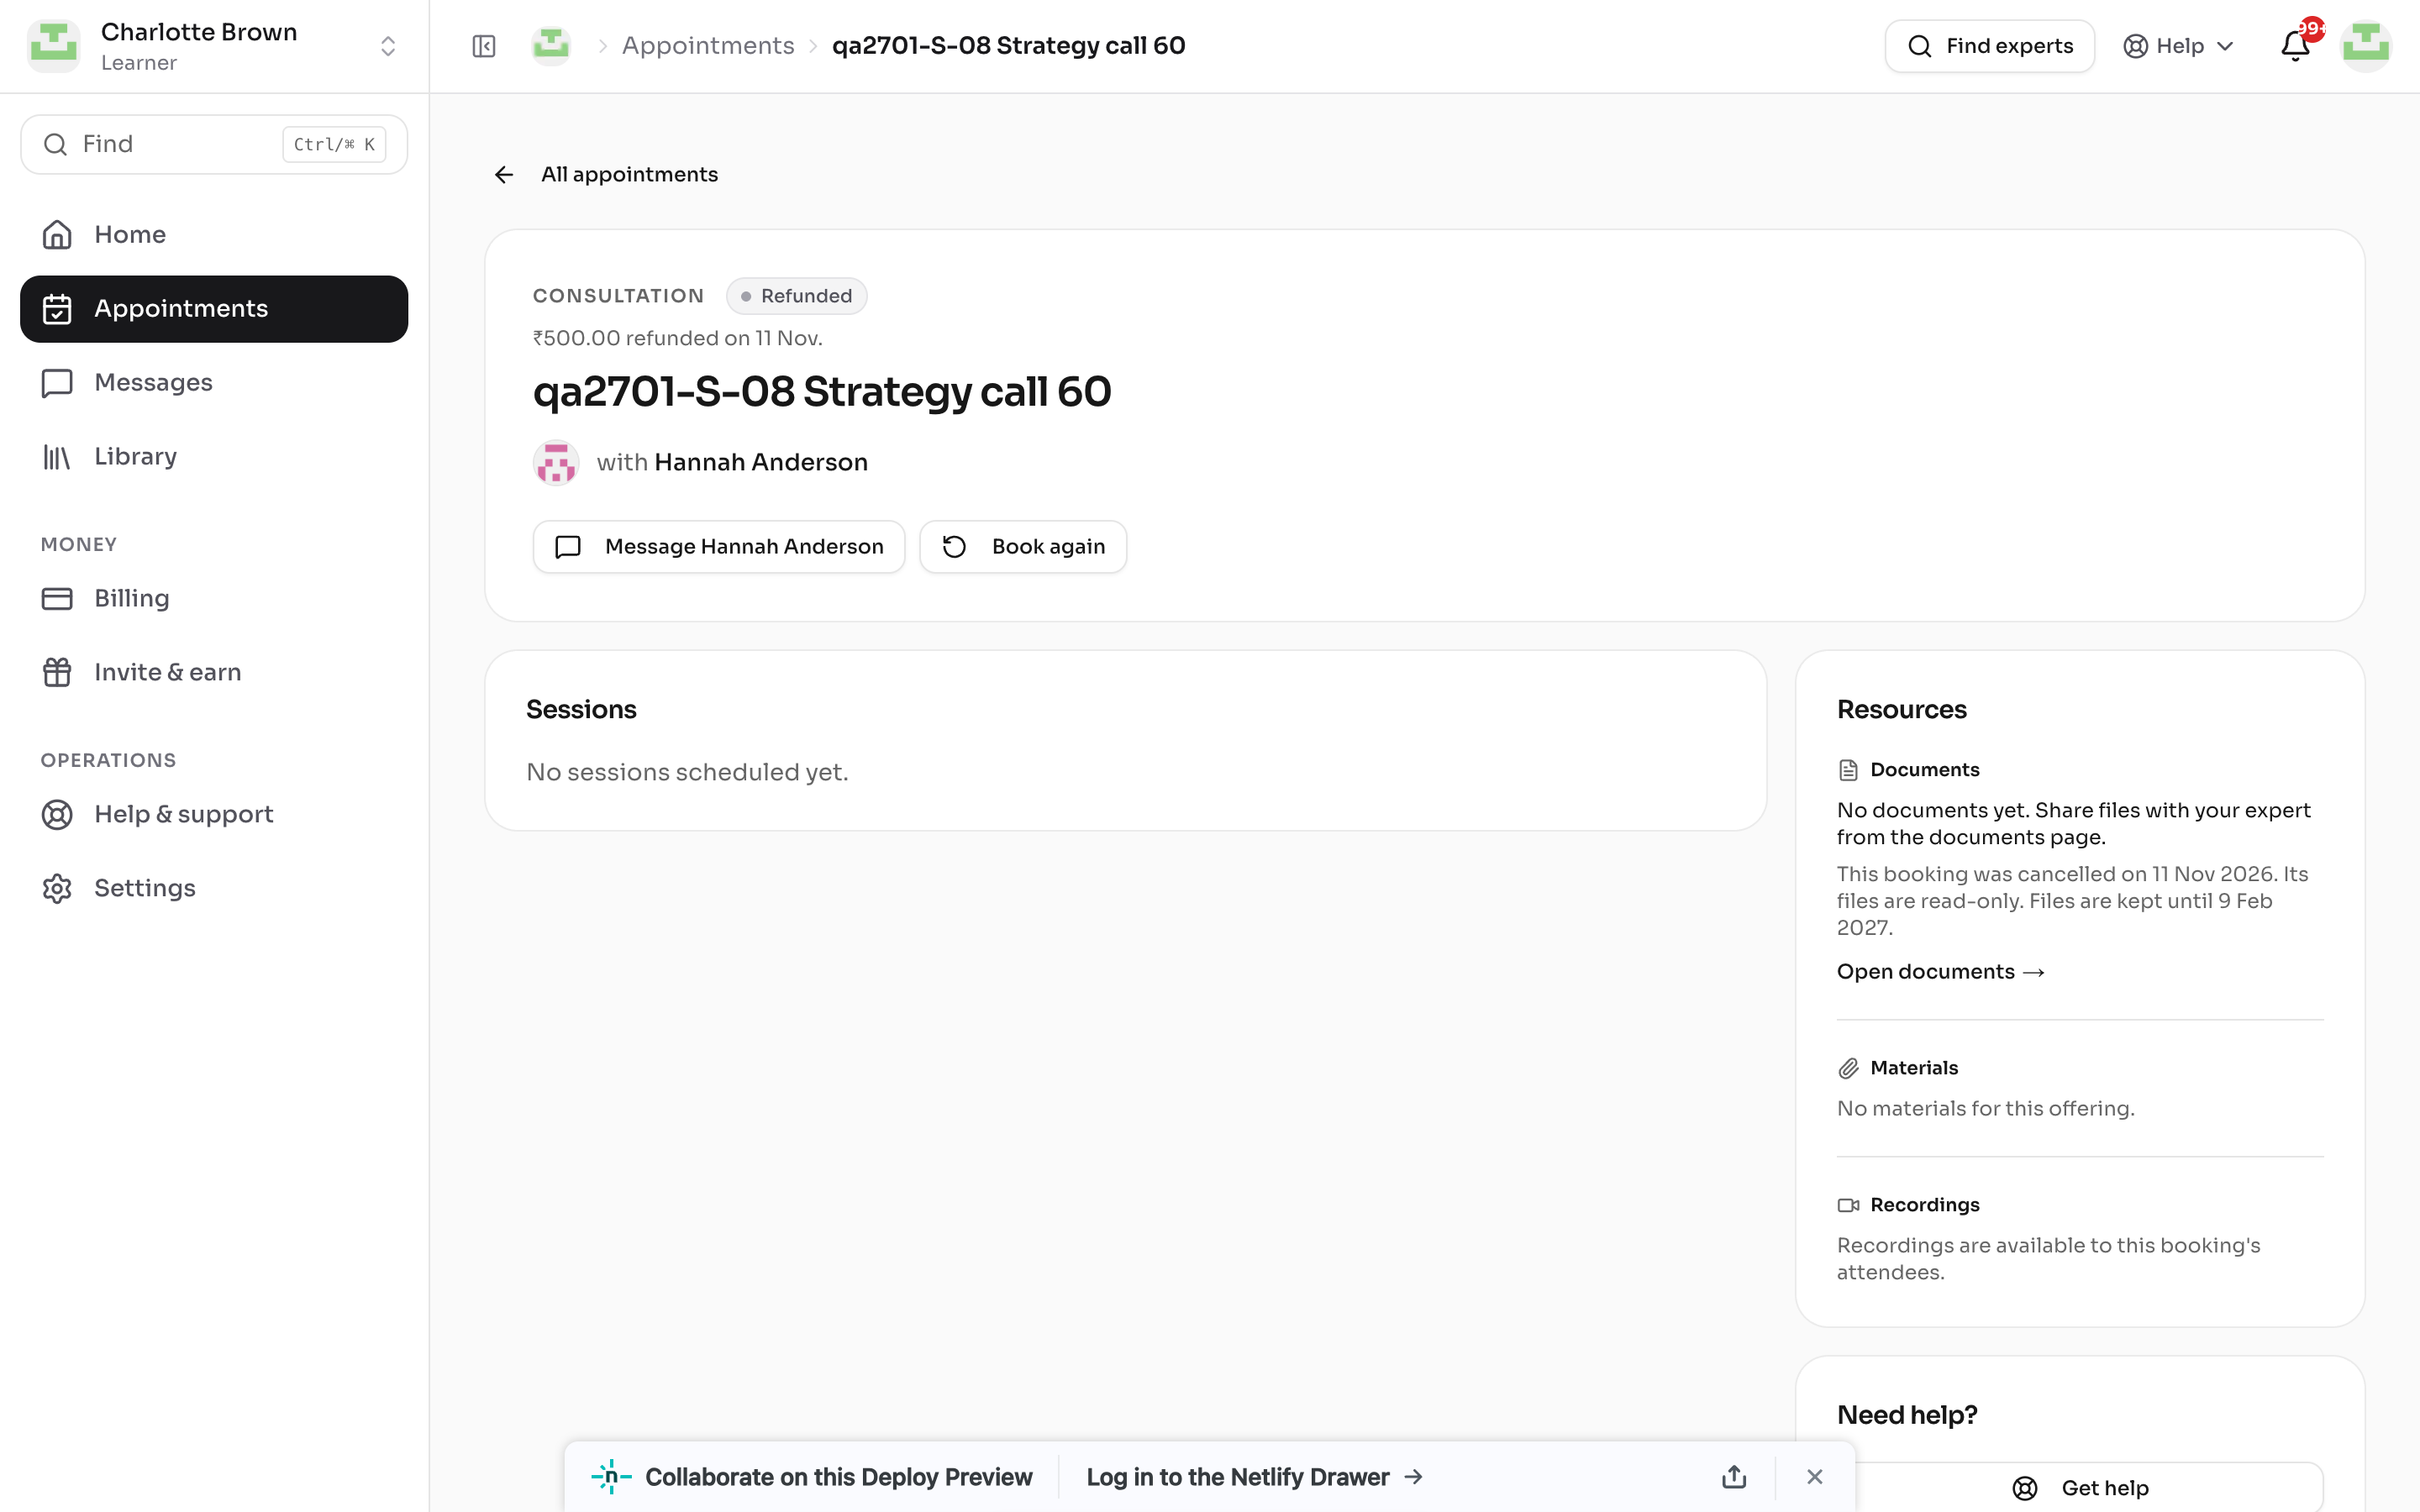 Charlotte Brown
Learner
Appointments
qa2701-S-08 Strategy call 60
Find experts
Help
99+
Find
Ctrl/⌘ K
Home
Appointments
Messages
Library
MONEY
Billing
Invite & earn
OPERATIONS
Help & support
Settings
All appointments
CONSULTATION
Refunded
₹500.00 refunded on 11 Nov.
qa2701-S-08 Strategy call 60
with Hannah Anderson
Message Hannah Anderson
Book again
Sessions
No sessions scheduled yet.
Resources
Documents
No documents yet. Share files with your expert
from the documents page.
This booking was cancelled on 11 Nov 2026. Its
files are read-only. Files are kept until 9 Feb
2027.
Open documents →
Materials
No materials for this offering.
Recordings
Recordings are available to this booking's
attendees.
Need help?
Get help
Collaborate on this Deploy Preview
Log in to the Netlify Drawer →